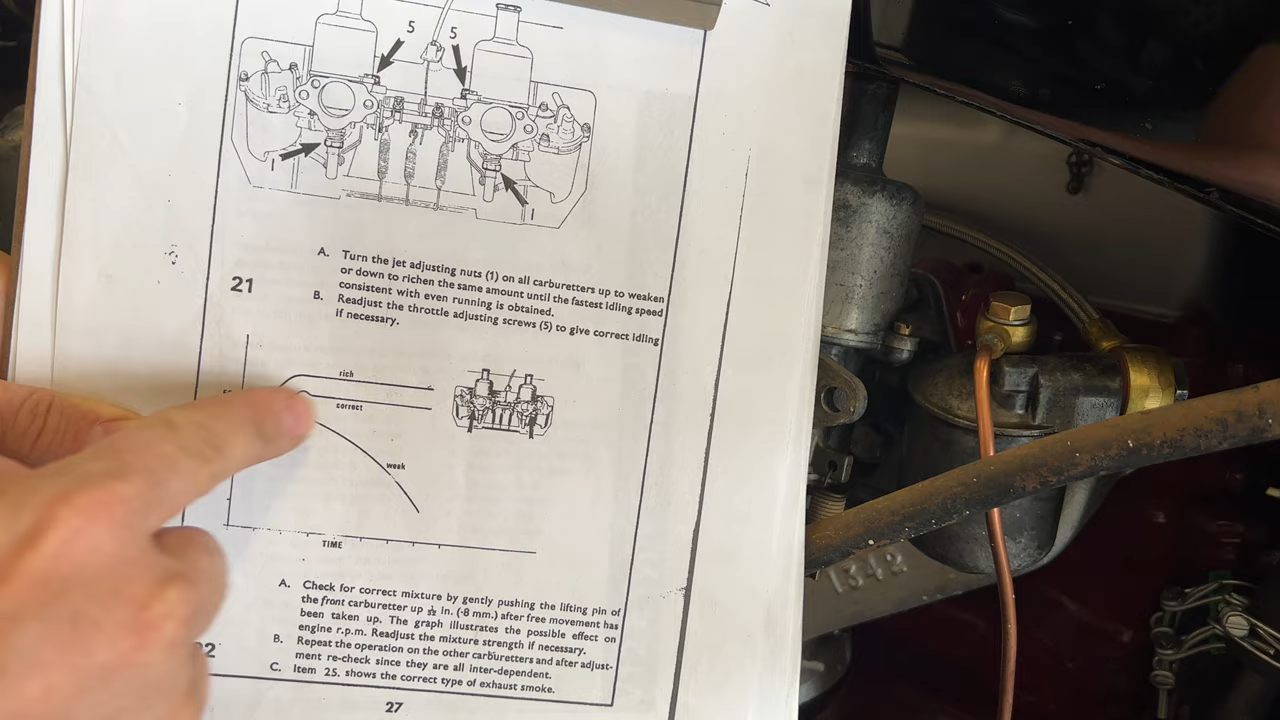 5 5
1
1
21
A. Turn the jet adjusting nuts (1) on all carburetters up to weaken
or down to richen the same amount until the fastest idling speed
consistent with even running is obtained.
B. Readjust the throttle adjusting screws (5) to give correct idling
if necessary.
rich
correct
weak
TIME
A. Check for correct mixture by gently pushing the lifting pin of
the front carburetter up 1/32 in. (·8 mm.) after free movement has
been taken up. The graph illustrates the possible effect on
engine r.p.m. Readjust the mixture strength if necessary.
B. Repeat the operation on the other carburetters and after adjust-
ment re-check since they are all inter-dependent.
C. Item 25, shows the correct type of exhaust smoke.
27
1342